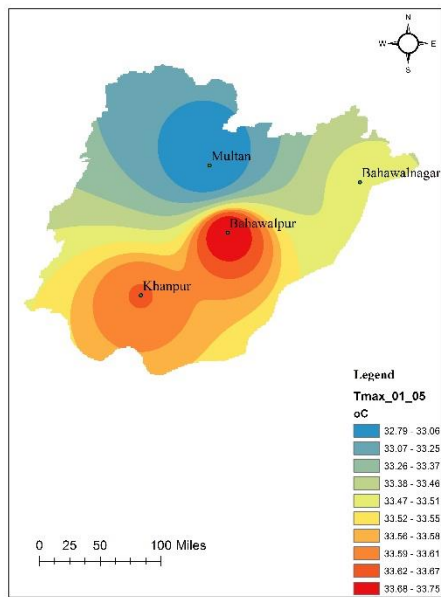 N
W E
S
Multan
Bahawalnagar
Bahawalpur
Khanpur
Legend
Tmax_01_05
oC
32.79 - 33.06
33.07 - 33.25
33.26 - 33.37
33.38 - 33.46
33.47 - 33.51
33.52 - 33.55
33.56 - 33.58
33.59 - 33.61
33.62 - 33.67
33.68 - 33.75
0 25 50 100 Miles